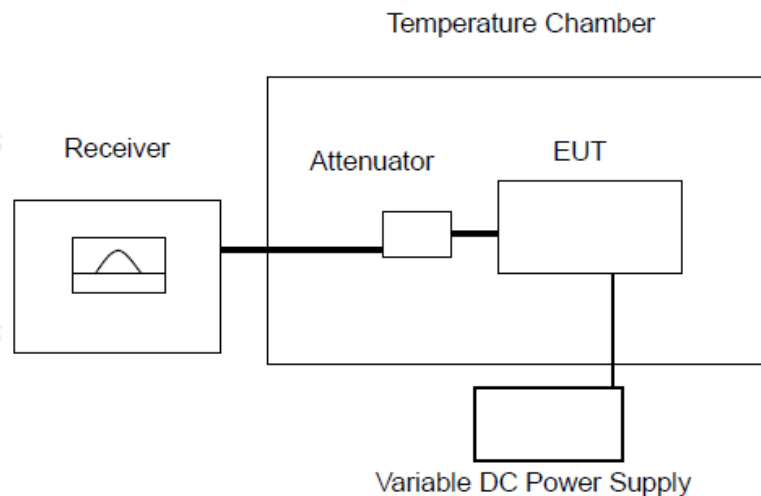 Temperature Chamber
Receiver
Attenuator
EUT
Variable DC Power Supply